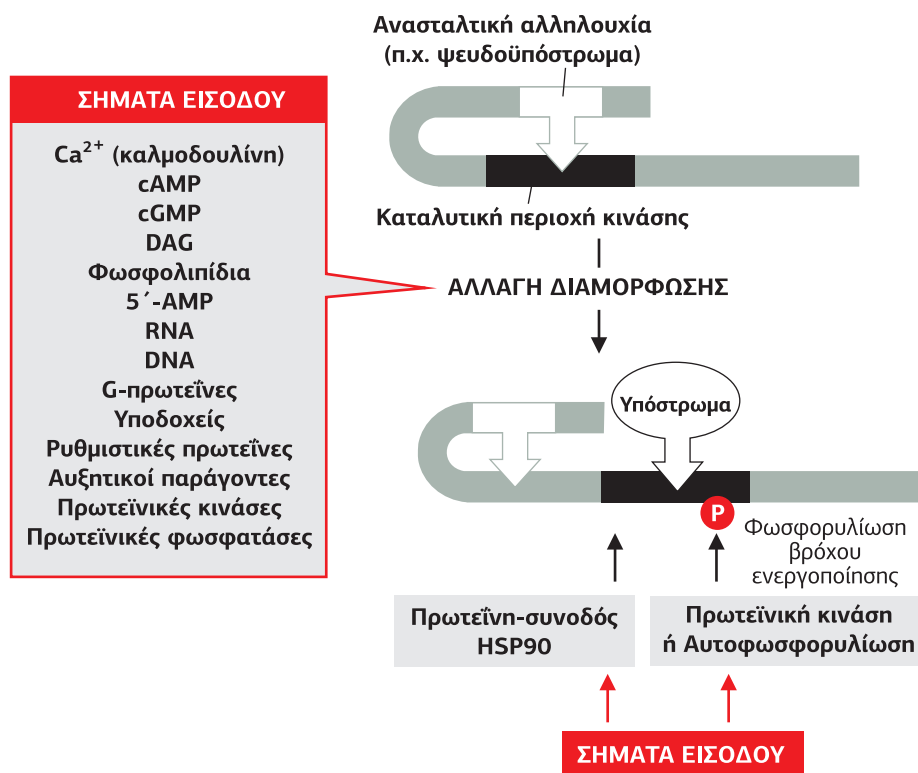 Ανασταλτική αλληλουχία
(π.χ. ψευδοϋπόστρωμα)
ΣΗΜΑΤΑ ΕΙΣΟΔΟΥ
Ca²⁺ (καλμοδουλίνη)
cAMP
cGMP
DAG
Φωσφολιπίδια
5´-AMP
RNA
DNA
G-πρωτεΐνες
Υποδοχείς
Ρυθμιστικές πρωτεΐνες
Αυξητικοί παράγοντες
Πρωτεϊνικές κινάσες
Πρωτεϊνικές φωσφατάσες
Καταλυτική περιοχή κινάσης
ΑΛΛΑΓΗ ΔΙΑΜΟΡΦΩΣΗΣ
Υπόστρωμα
P
Φωσφορυλίωση
βρόχου
ενεργοποίησης
Πρωτεΐνη-συνοδός
HSP90
Πρωτεϊνική κινάση
ή Αυτοφωσφορυλίωση
ΣΗΜΑΤΑ ΕΙΣΟΔΟΥ